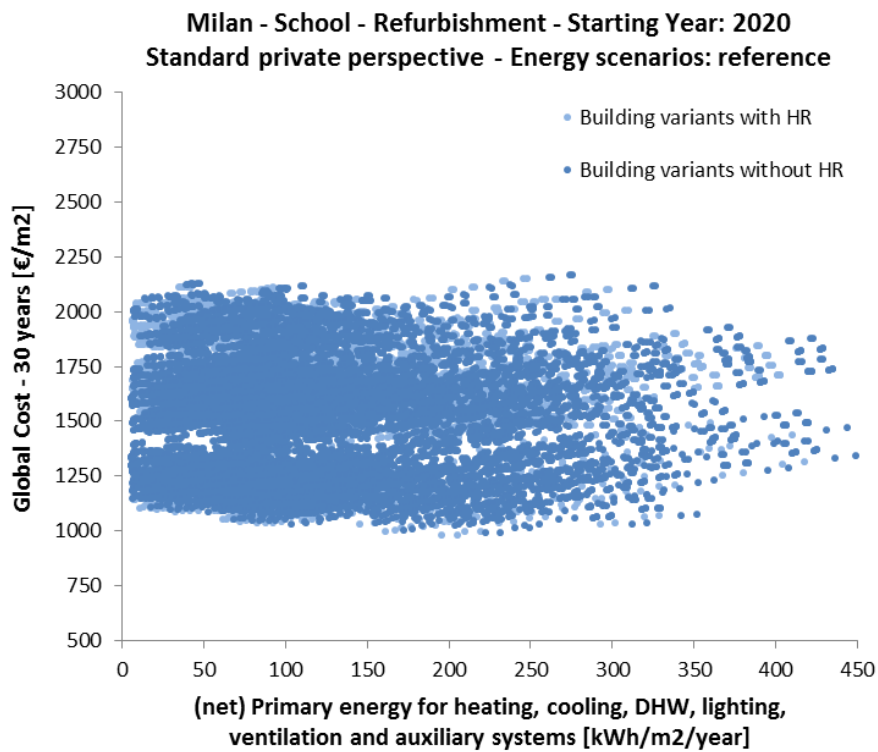 Milan - School - Refurbishment - Starting Year: 2020
Standard private perspective - Energy scenarios: reference
3000
2750
2500
2250
2000
1750
1500
1250
1000
750
500
Global Cost - 30 years [€/m2]
Building variants with HR
Building variants without HR
0 50 100 150 200 250 300 350 400 450
(net) Primary energy for heating, cooling, DHW, lighting,
ventilation and auxiliary systems [kWh/m2/year]